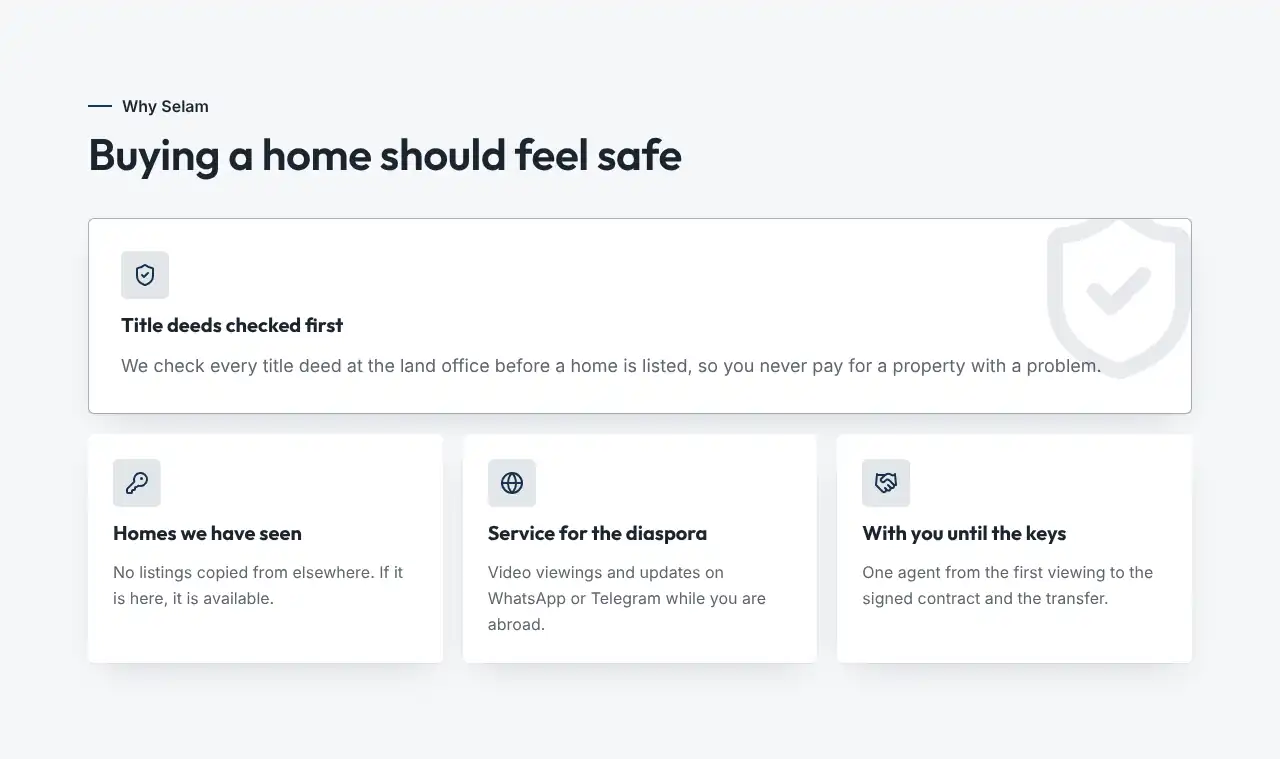 Why Selam
Buying a home should feel safe
Title deeds checked first
We check every title deed at the land office before a home is listed, so you never pay for a property with a problem.
Homes we have seen
No listings copied from elsewhere. If it
is here, it is available.
Service for the diaspora
Video viewings and updates on
WhatsApp or Telegram while you are
abroad.
With you until the keys
One agent from the first viewing to the
signed contract and the transfer.